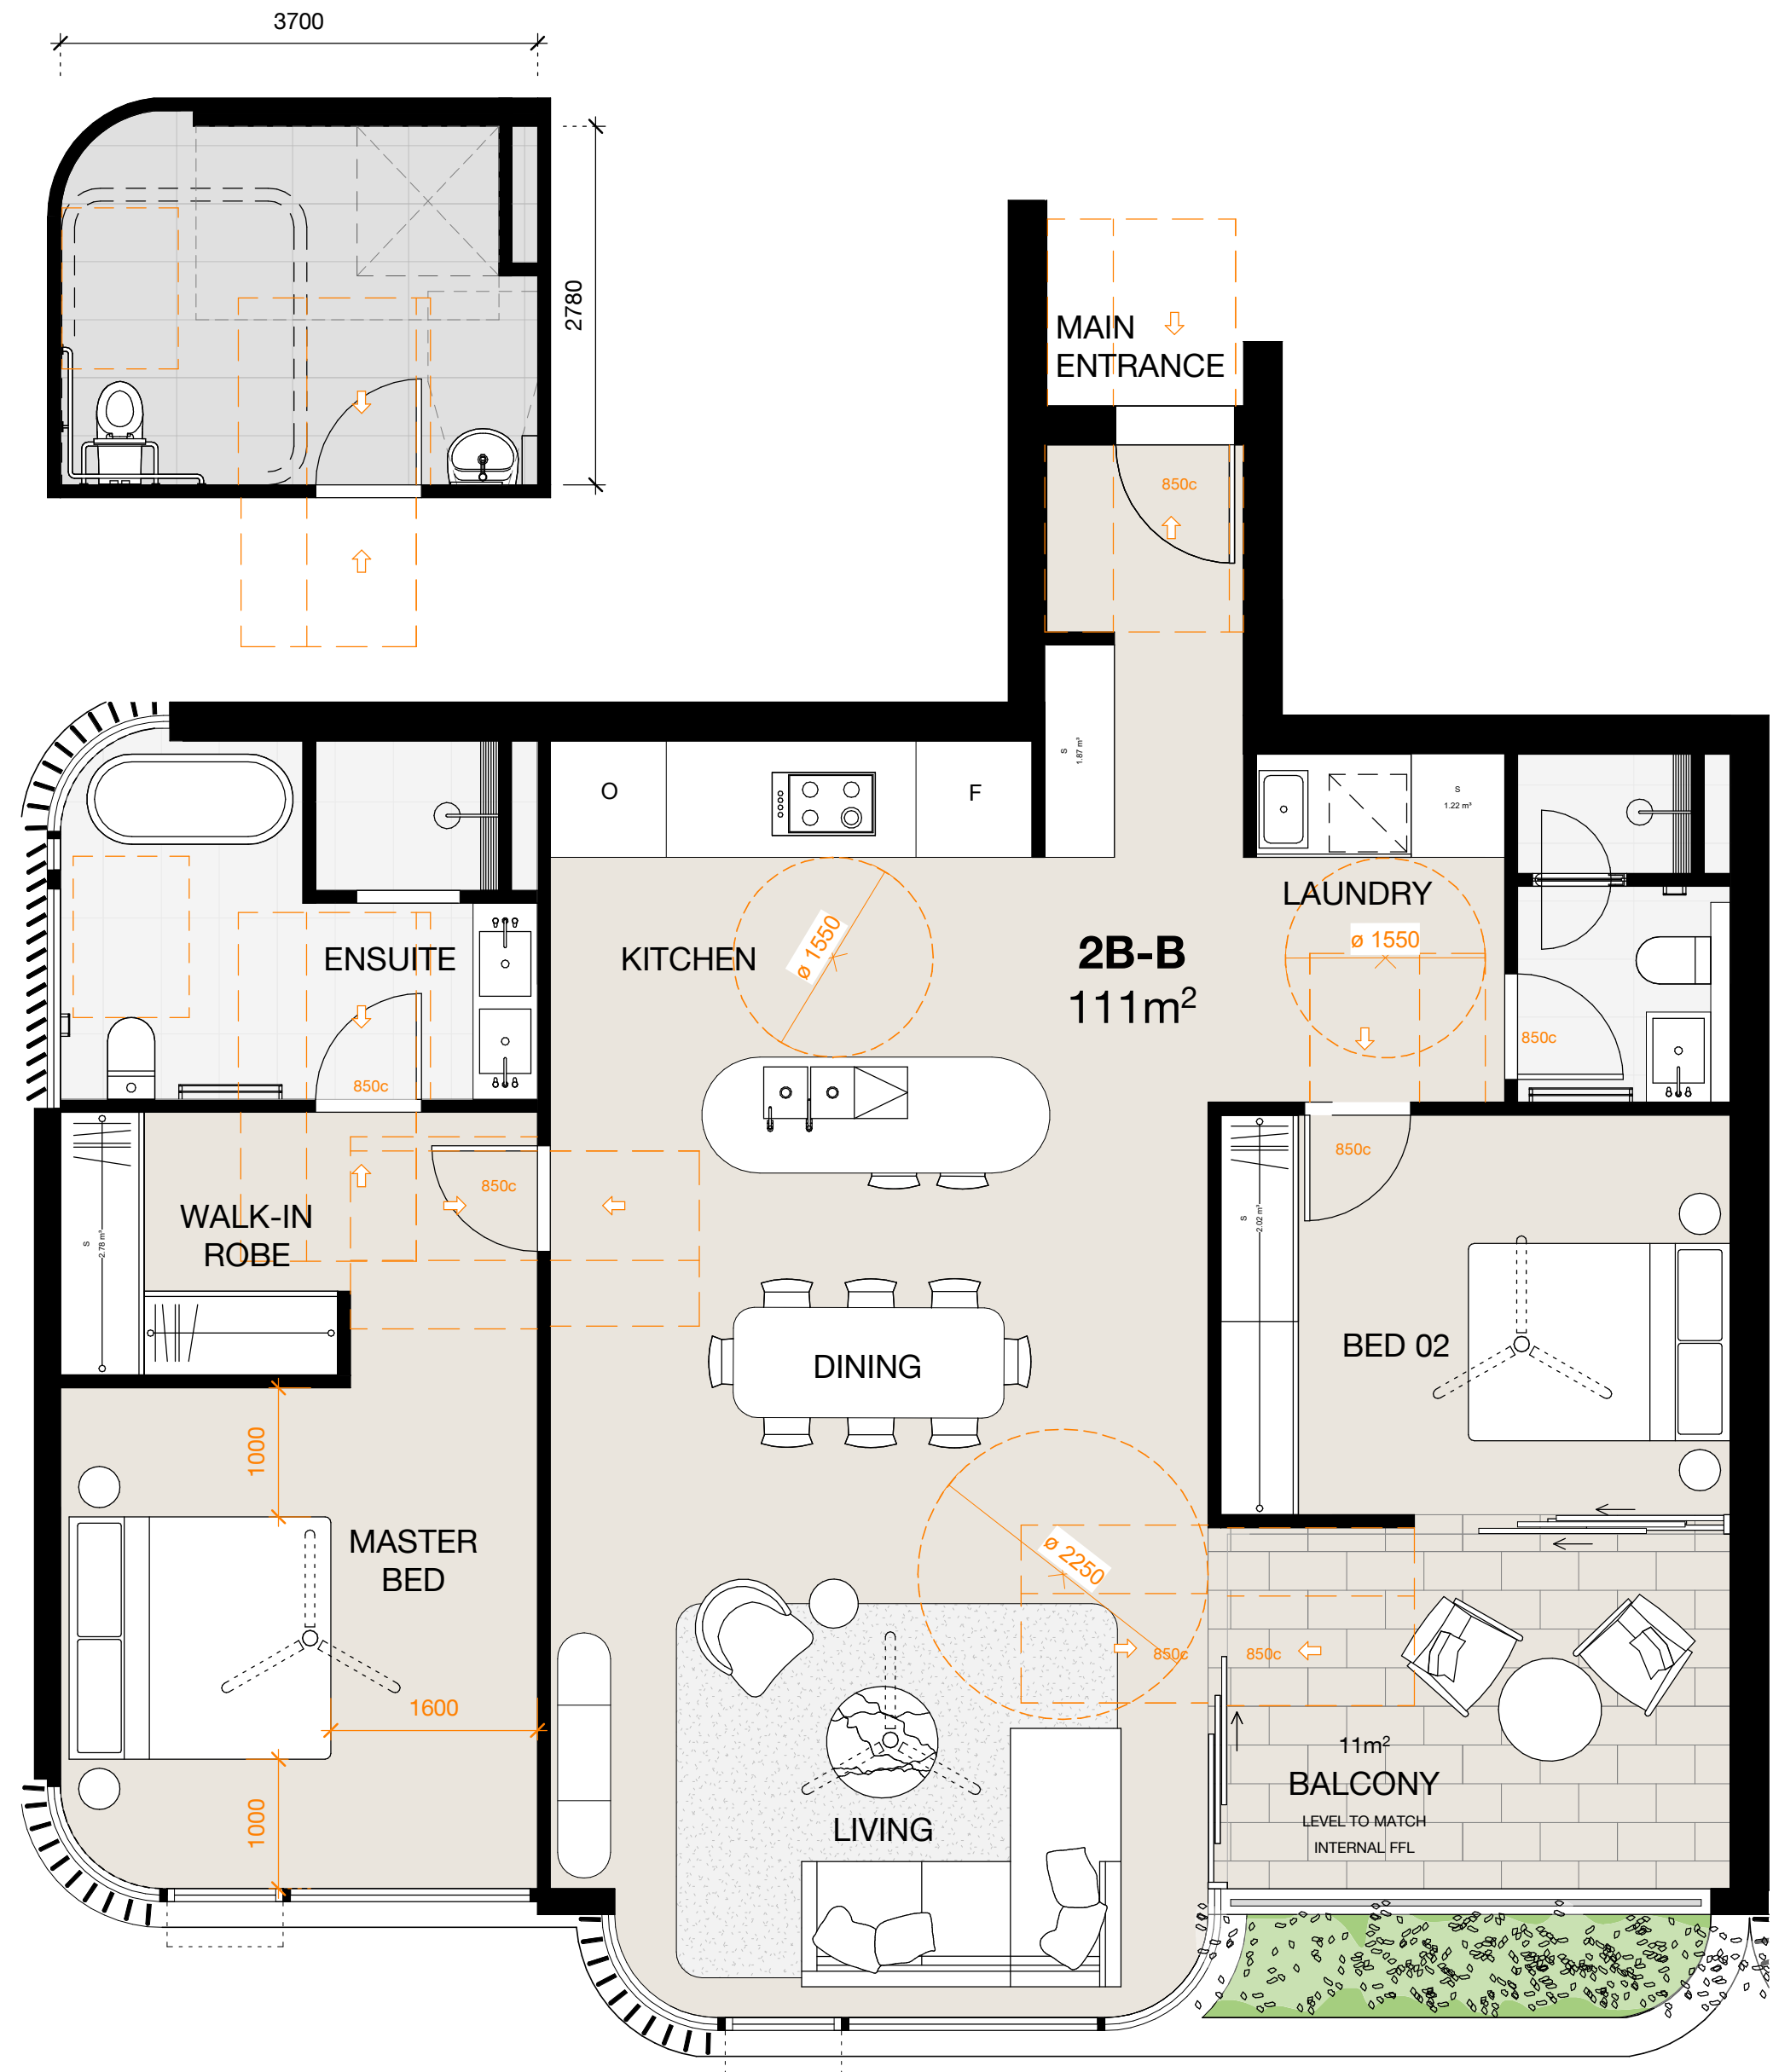 3700
2780
MAIN
ENTRANCE
850c
S
1.87 m³
O
F
S
1.22 m³
LAUNDRY
ENSUITE
KITCHEN
ø 1550
2B-B
111m²
ø 1550
850c
850c
850c
850c
WALK-IN
ROBE
S
2.78 m³
S
2.02 m³
BED 02
DINING
1000
MASTER
BED
ø 2250
850c
850c
1600
11m²
BALCONY
LEVEL TO MATCH
INTERNAL FFL
1000
LIVING